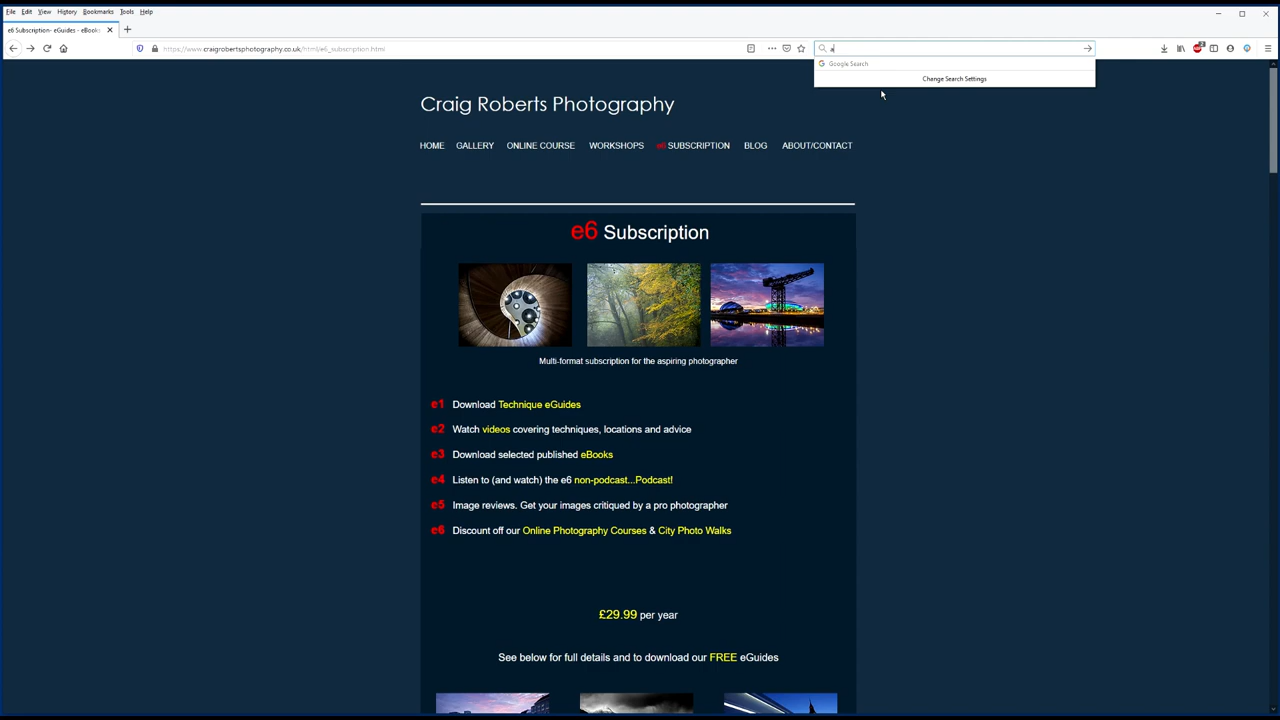 File Edit View History Bookmarks Tools Help
e6 Subscription- eGuides - eBooks
https://www.craigrobertsphotography.co.uk/html/e6_subscription.html
a
Google Search
Change Search Settings
Craig Roberts Photography
HOME GALLERY ONLINE COURSE WORKSHOPS e6 SUBSCRIPTION BLOG ABOUT/CONTACT
e6 Subscription
Multi-format subscription for the aspiring photographer
e1 Download Technique eGuides
e2 Watch videos covering techniques, locations and advice
e3 Download selected published eBooks
e4 Listen to (and watch) the e6 non-podcast...Podcast!
e5 Image reviews. Get your images critiqued by a pro photographer
e6 Discount off our Online Photography Courses & City Photo Walks
£29.99 per year
See below for full details and to download our FREE eGuides